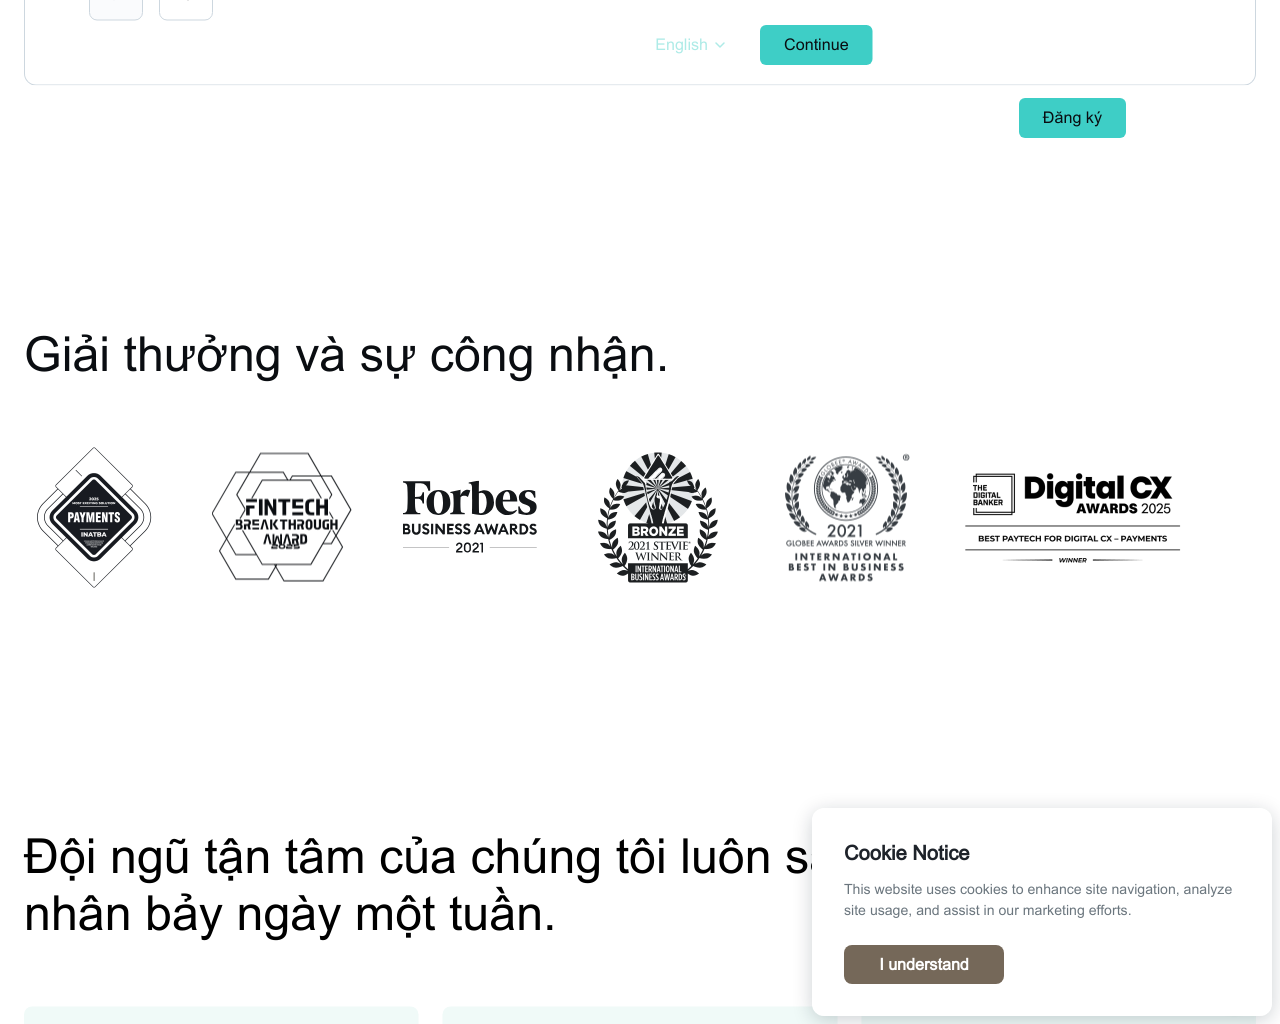 English
Continue
Đăng ký
Giải thưởng và sự công nhận.
PAYMENTS
INATBA
FINTECH
BREAKTHROUGH
AWARD
Forbes
BUSINESS AWARDS
2021
BRONZE
2021 STEVIE®
WINNER
INTERNATIONAL
BUSINESS AWARDS
2021
GLOBEE AWARDS SILVER WINNER
INTERNATIONAL
BEST IN BUSINESS
AWARDS
THE
DIGITAL
BANKER
Digital CX
AWARDS 2025
BEST PAYTECH FOR DIGITAL CX – PAYMENTS
WINNER
Đội ngũ tận tâm của chúng tôi luôn
nhân bảy ngày một tuần.
Cookie Notice
This website uses cookies to enhance site navigation, analyze
site usage, and assist in our marketing efforts.
I understand